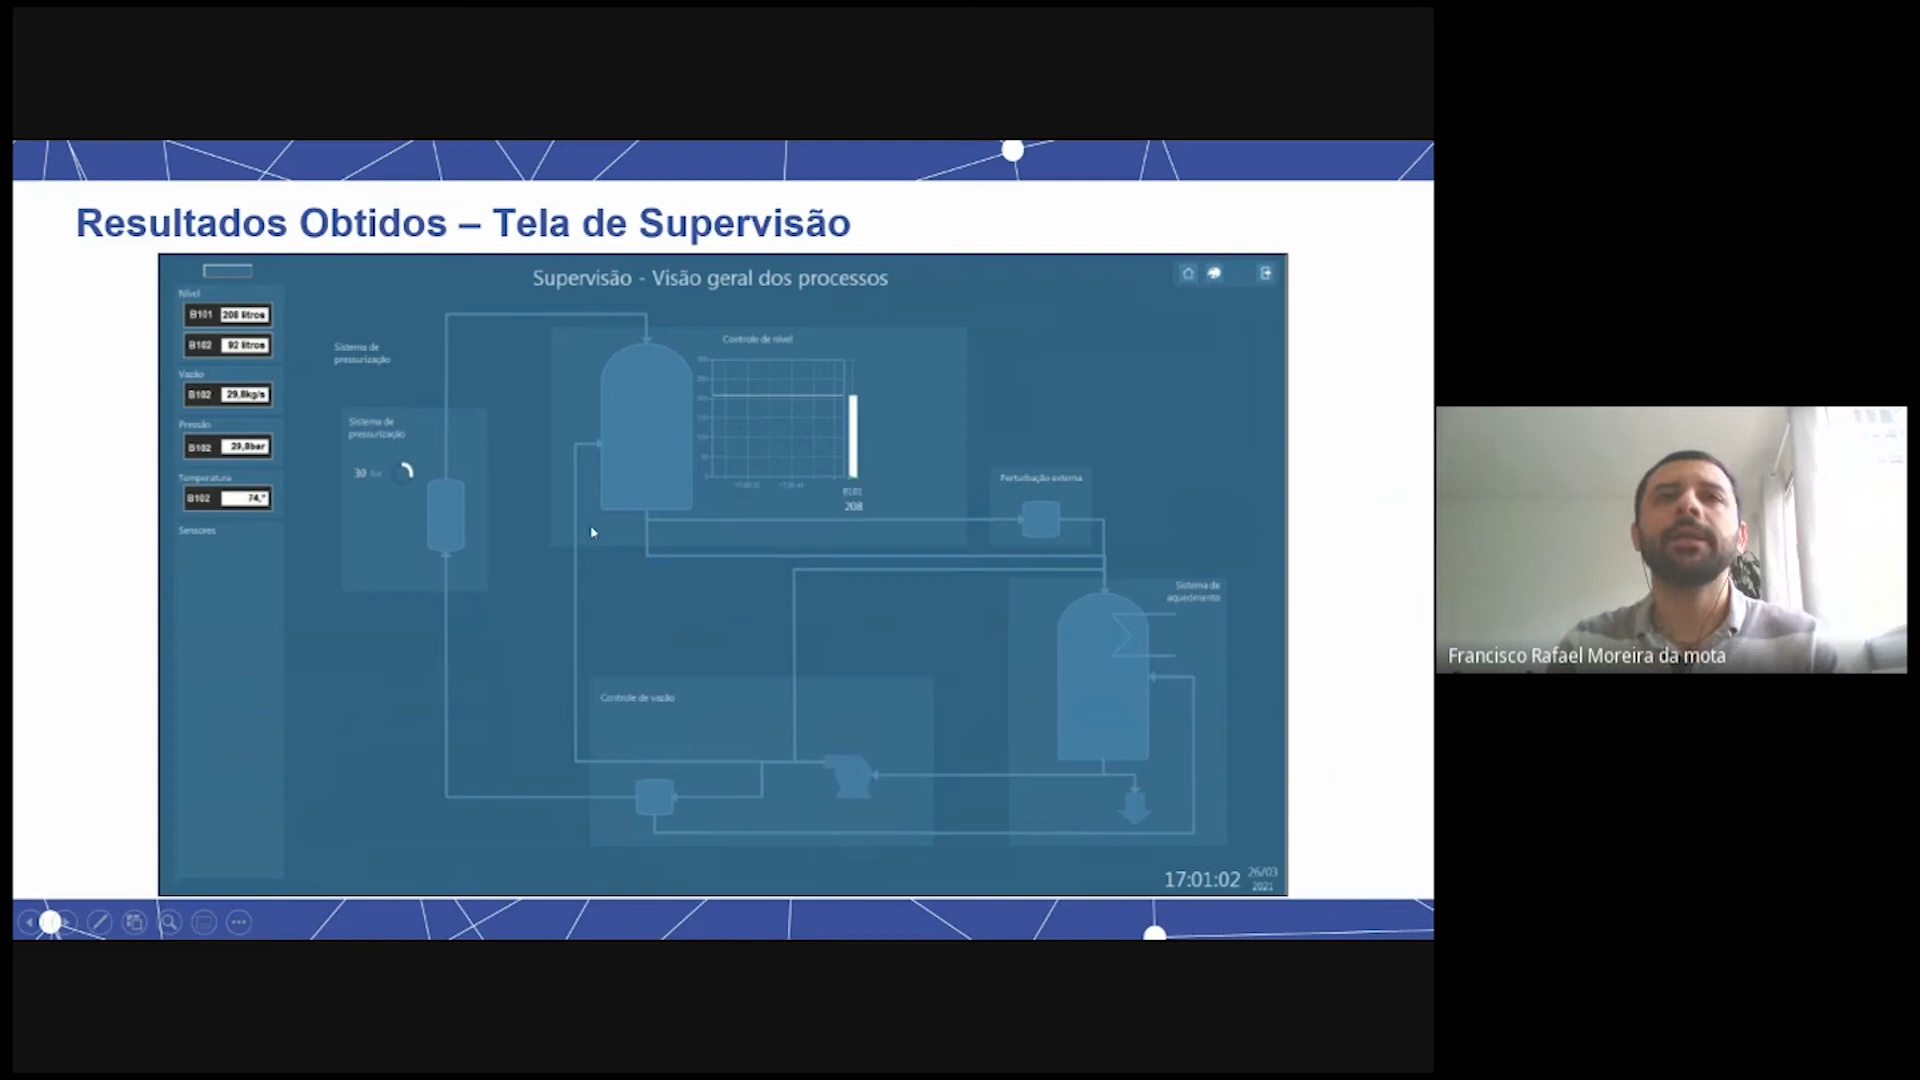 Resultados Obtidos – Tela de Supervisão
Supervisão - Visão geral dos processos
Nível
B101 208 litros
B102 92 litros
Vazão
B102 29,8kg/s
Pressão
B102 29,8bar
Temperatura
B102 74,°
Sensores
Sistema de
pressurização
Sistema de
pressurização
30 bar
Controle de nível
B101
208
Perturbação externa
Sistema de
aquecimento
Controle de vazão
17:01:02 26/03
2021
Francisco Rafael Moreira da mota